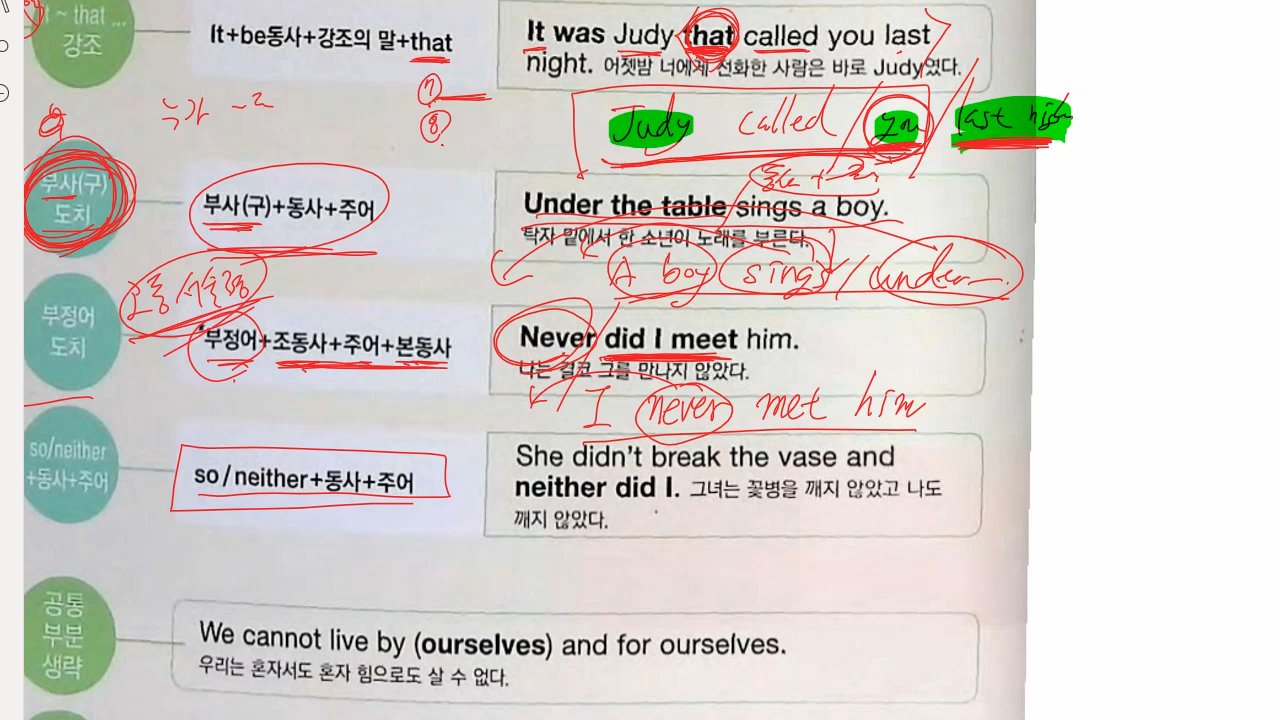 It ~ that ...
강조
It+be동사+강조의 말+that
It was Judy that called you last
night. 어젯밤 너에게 전화한 사람은 바로 Judy였다.
누가 ~ㄹ
7
8
Judy called you last
9
부사(구)
도치
부사(구)+동사+주어
Under the table sings a boy.
탁자 밑에서 한 소년이 노래를 부른다.
A boy sings / under
부정어
도치
부정어+조동사+주어+본동사
Never did I meet him.
나는 결코 그를 만나지 않았다.
I never met him
so/neither
+동사+주어
so/neither+동사+주어
She didn't break the vase and
neither did I. 그녀는 꽃병을 깨지 않았고 나도
깨지 않았다.
공통
부분
생략
We cannot live by (ourselves) and for ourselves.
우리는 혼자서도 혼자 힘으로도 살 수 없다.